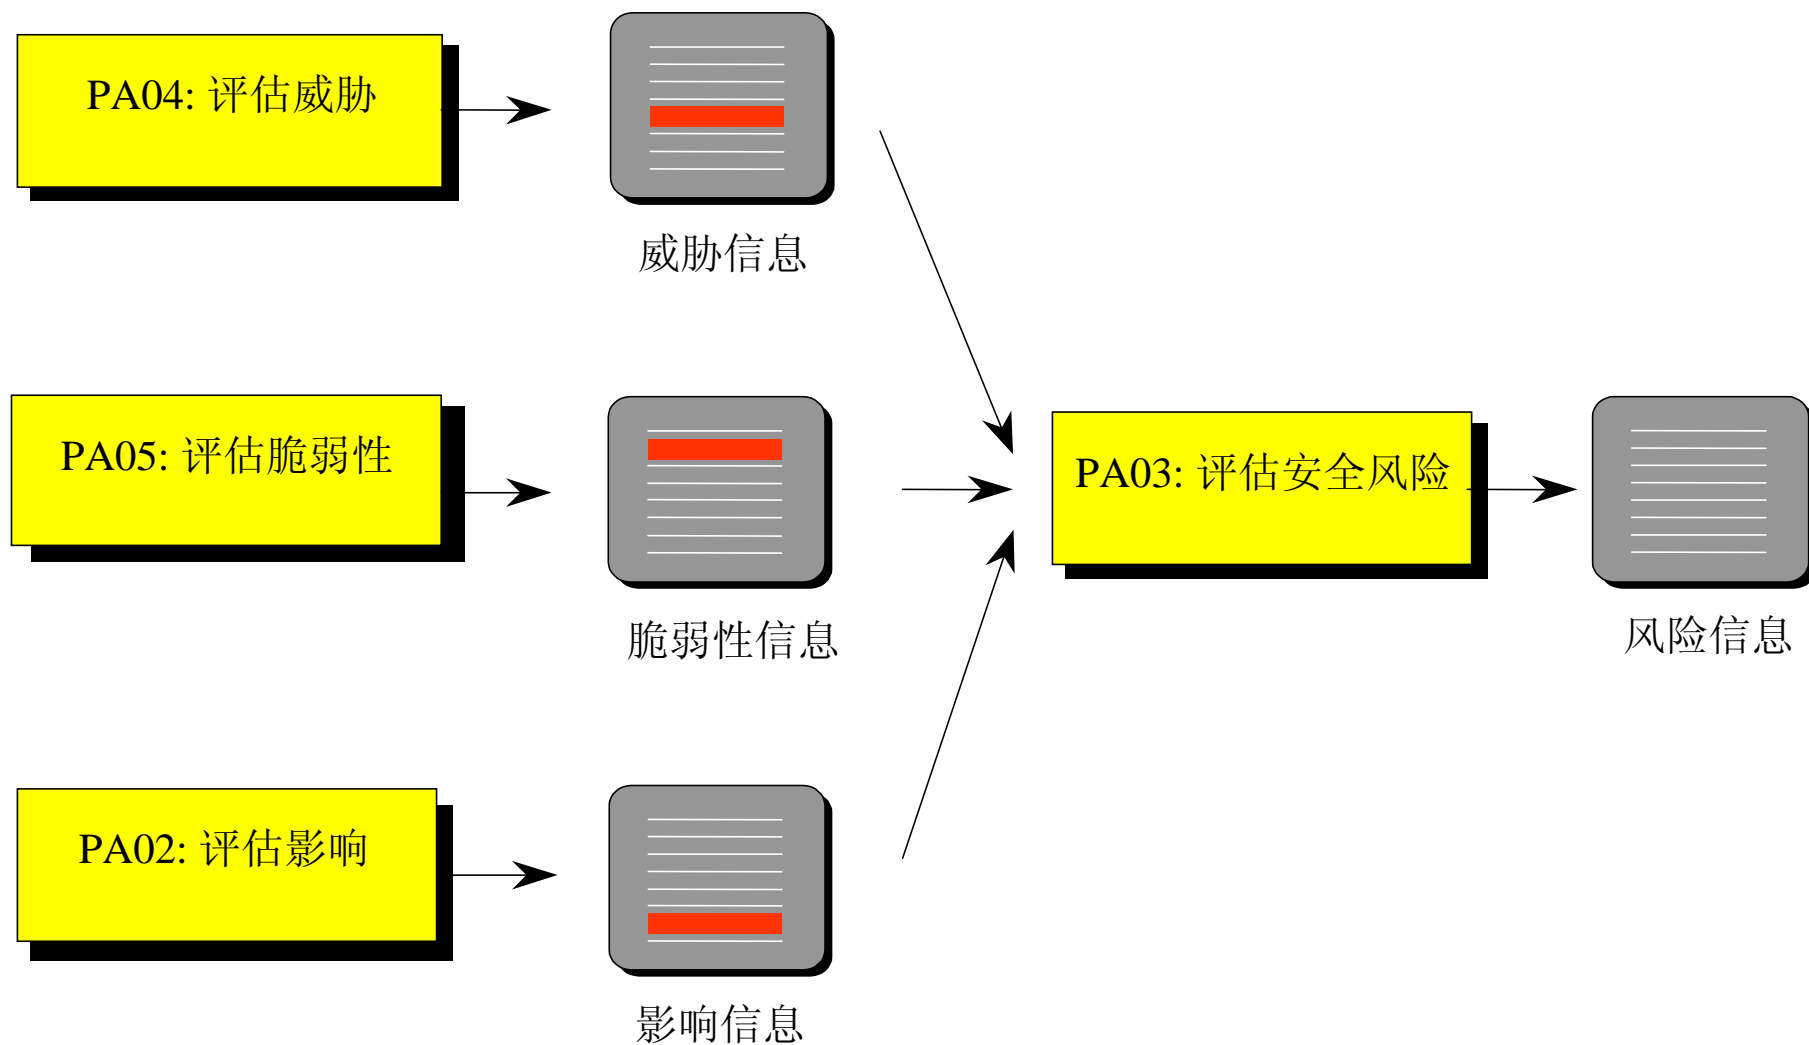 PA04: 评估威胁
威胁信息
PA05: 评估脆弱性
脆弱性信息
PA03: 评估安全风险
风险信息
PA02: 评估影响
影响信息